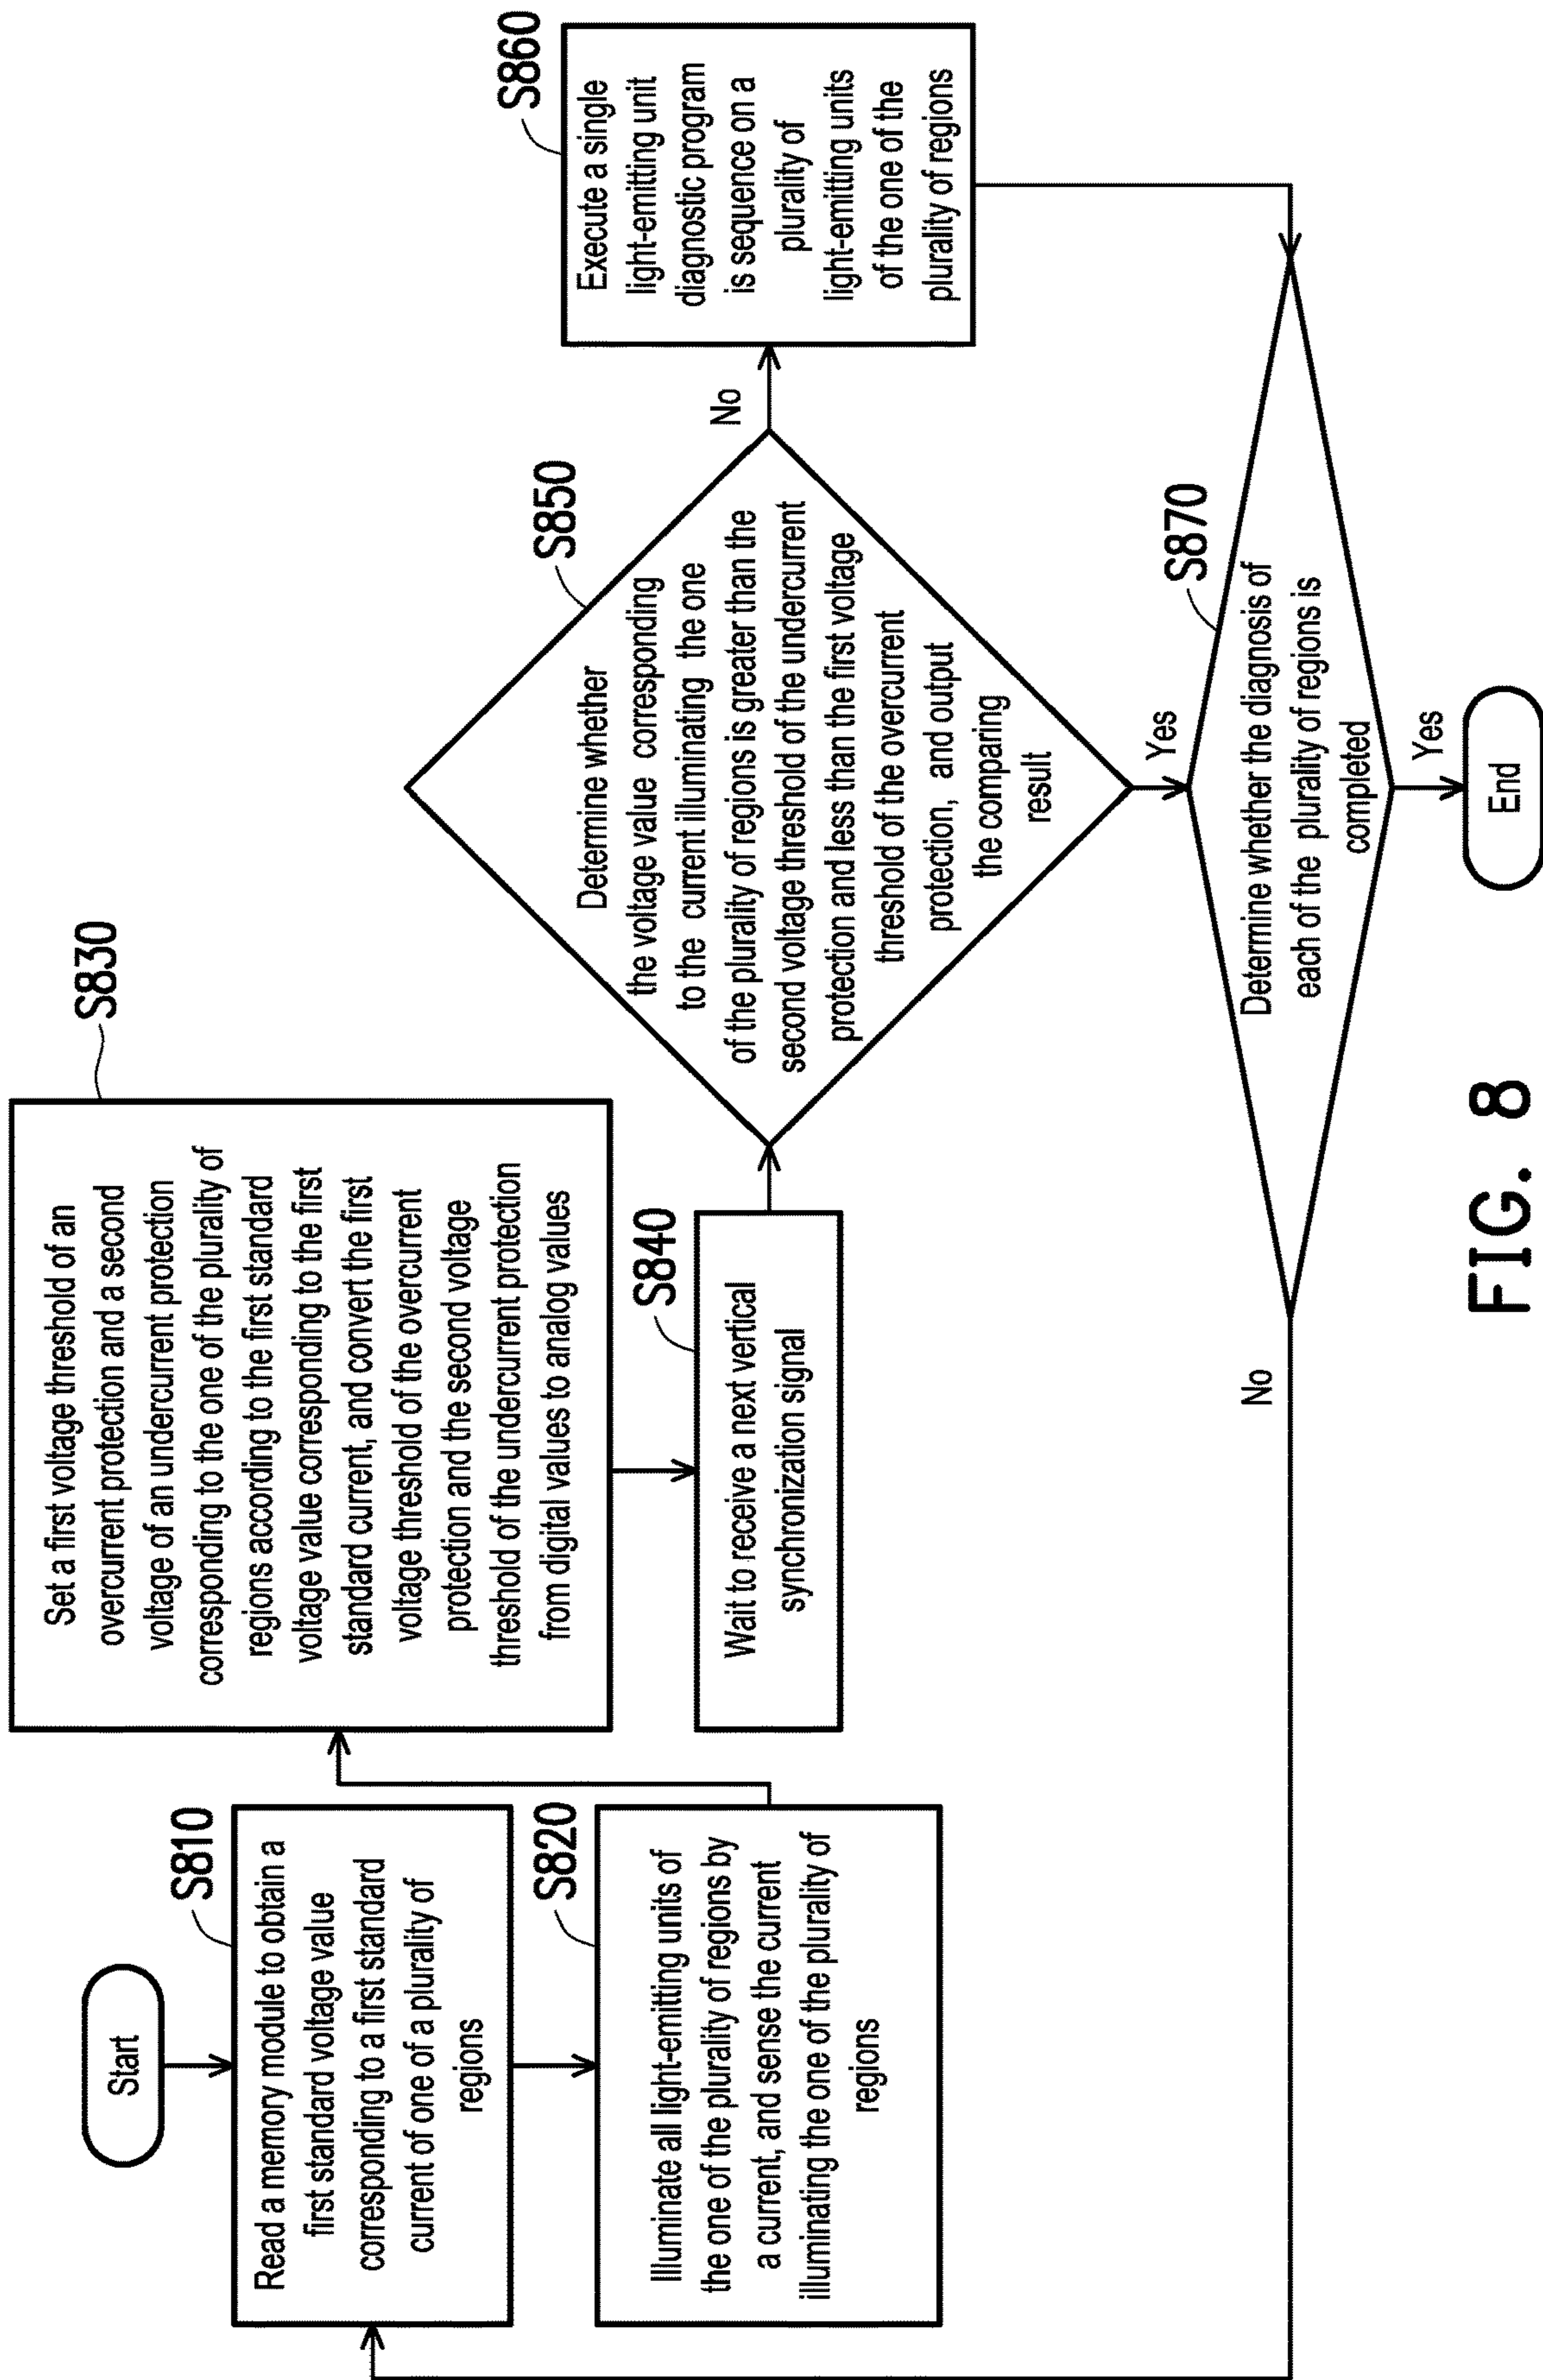 Start
S810
Read a memory module to obtain a
first standard voltage value
corresponding to a first standard
current of one of a plurality of
regions
S820
Illuminate all light-emitting units of
the one of the plurality of regions by
a current, and sense the current
illuminating the one of the plurality of
regions
S830
Set a first voltage threshold of an
overcurrent protection and a second
voltage of an undercurrent protection
corresponding to the one of the plurality of
regions according to the first standard
voltage value corresponding to the first
standard current, and convert the first
voltage threshold of the overcurrent
protection and the second voltage
threshold of the undercurrent protection
from digital values to analog values
S840
Wait to receive a next vertical
synchronization signal
S850
Determine whether
the voltage value corresponding
to the current illuminating the one
of the plurality of regions is greater than the
second voltage threshold of the undercurrent
protection and less than the first voltage
threshold of the overcurrent
protection, and output
the comparing
result
No
S860
Execute a single
light-emitting unit
diagnostic program
is sequence on a
plurality of
light-emitting units
of the one of the
plurality of regions
Yes
S870
Determine whether the diagnosis of
each of the plurality of regions is
completed
No
Yes
End
FIG. 8